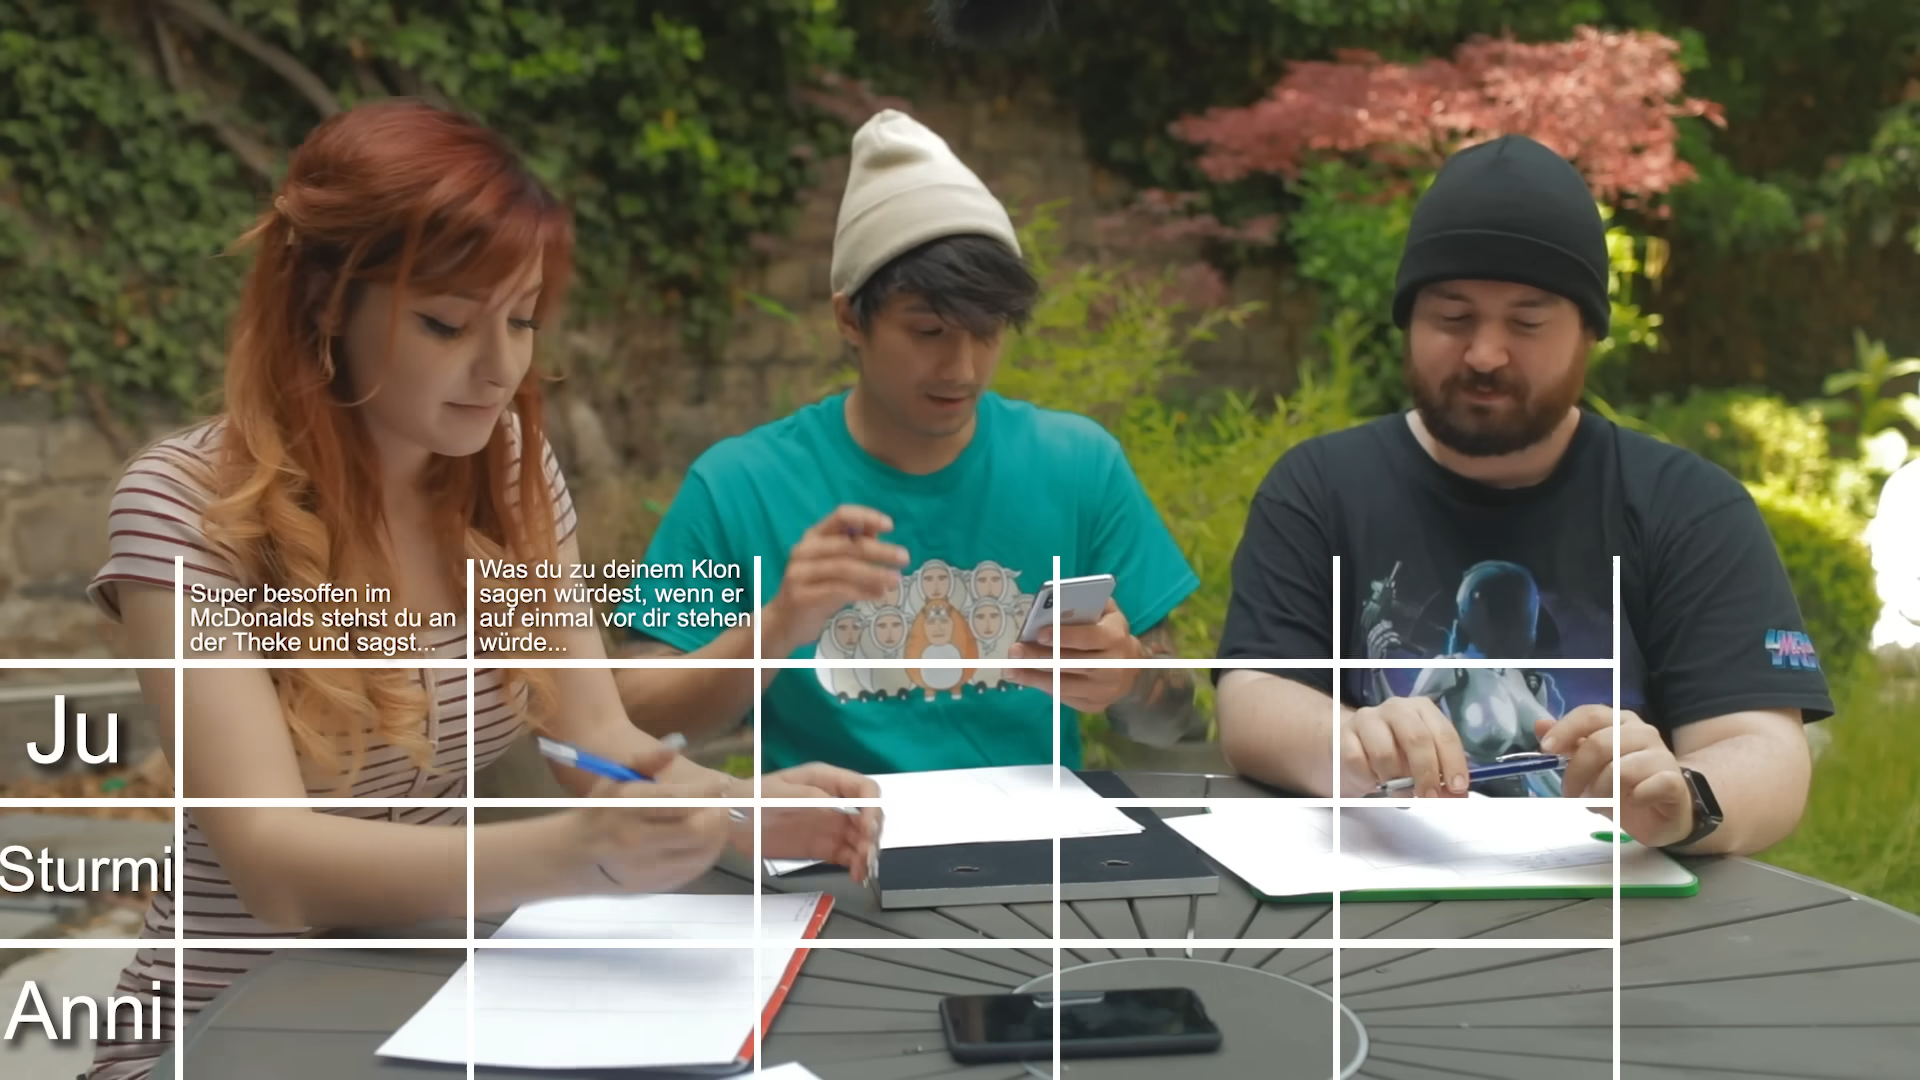 Super besoffen im
McDonalds stehst du an
der Theke und sagst...
Was du zu deinem Klon
sagen würdest, wenn er
auf einmal vor dir stehen
würde...
Ju
Sturmi
Anni